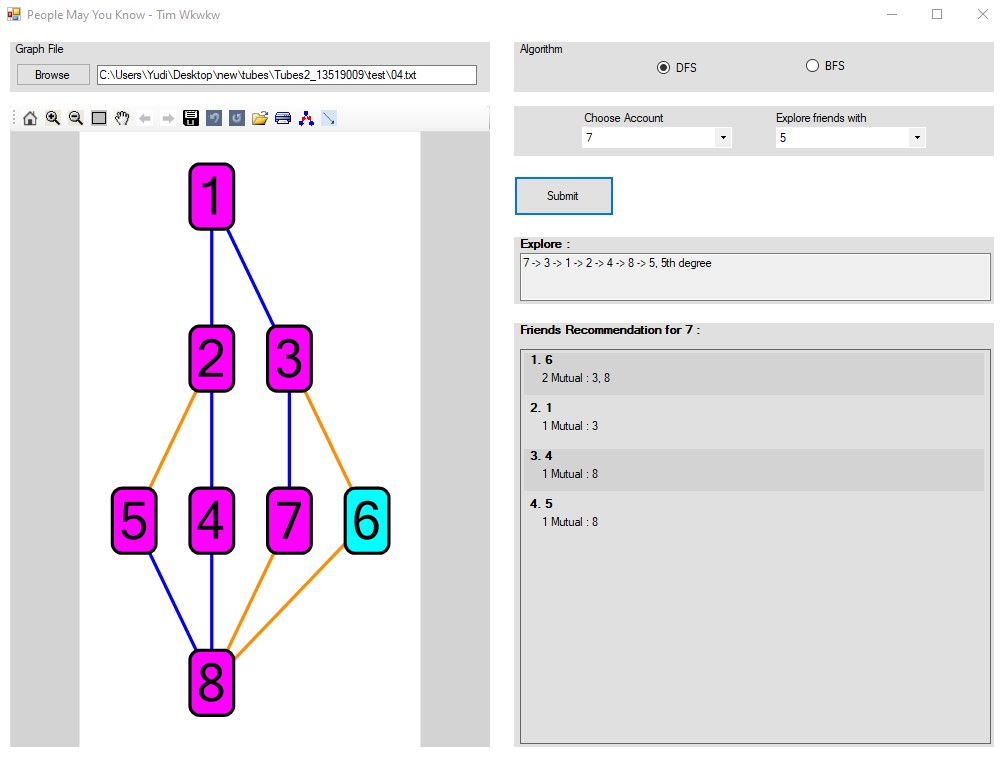 People May You Know - Tim Wkwkw
Graph File
Browse
C:\Users\Yudi\Desktop\new\tubes\Tubes2_13519009\test\04.txt
Algorithm
DFS
BFS
Choose Account
Explore friends with
7
5
Submit
Explore :
7 -> 3 -> 1 -> 2 -> 4 -> 8 -> 5, 5th degree
Friends Recommendation for 7 :
1. 6
2 Mutual : 3, 8
2. 1
1 Mutual : 3
3. 4
1 Mutual : 8
4. 5
1 Mutual : 8
1
2
3
5
4
7
6
8